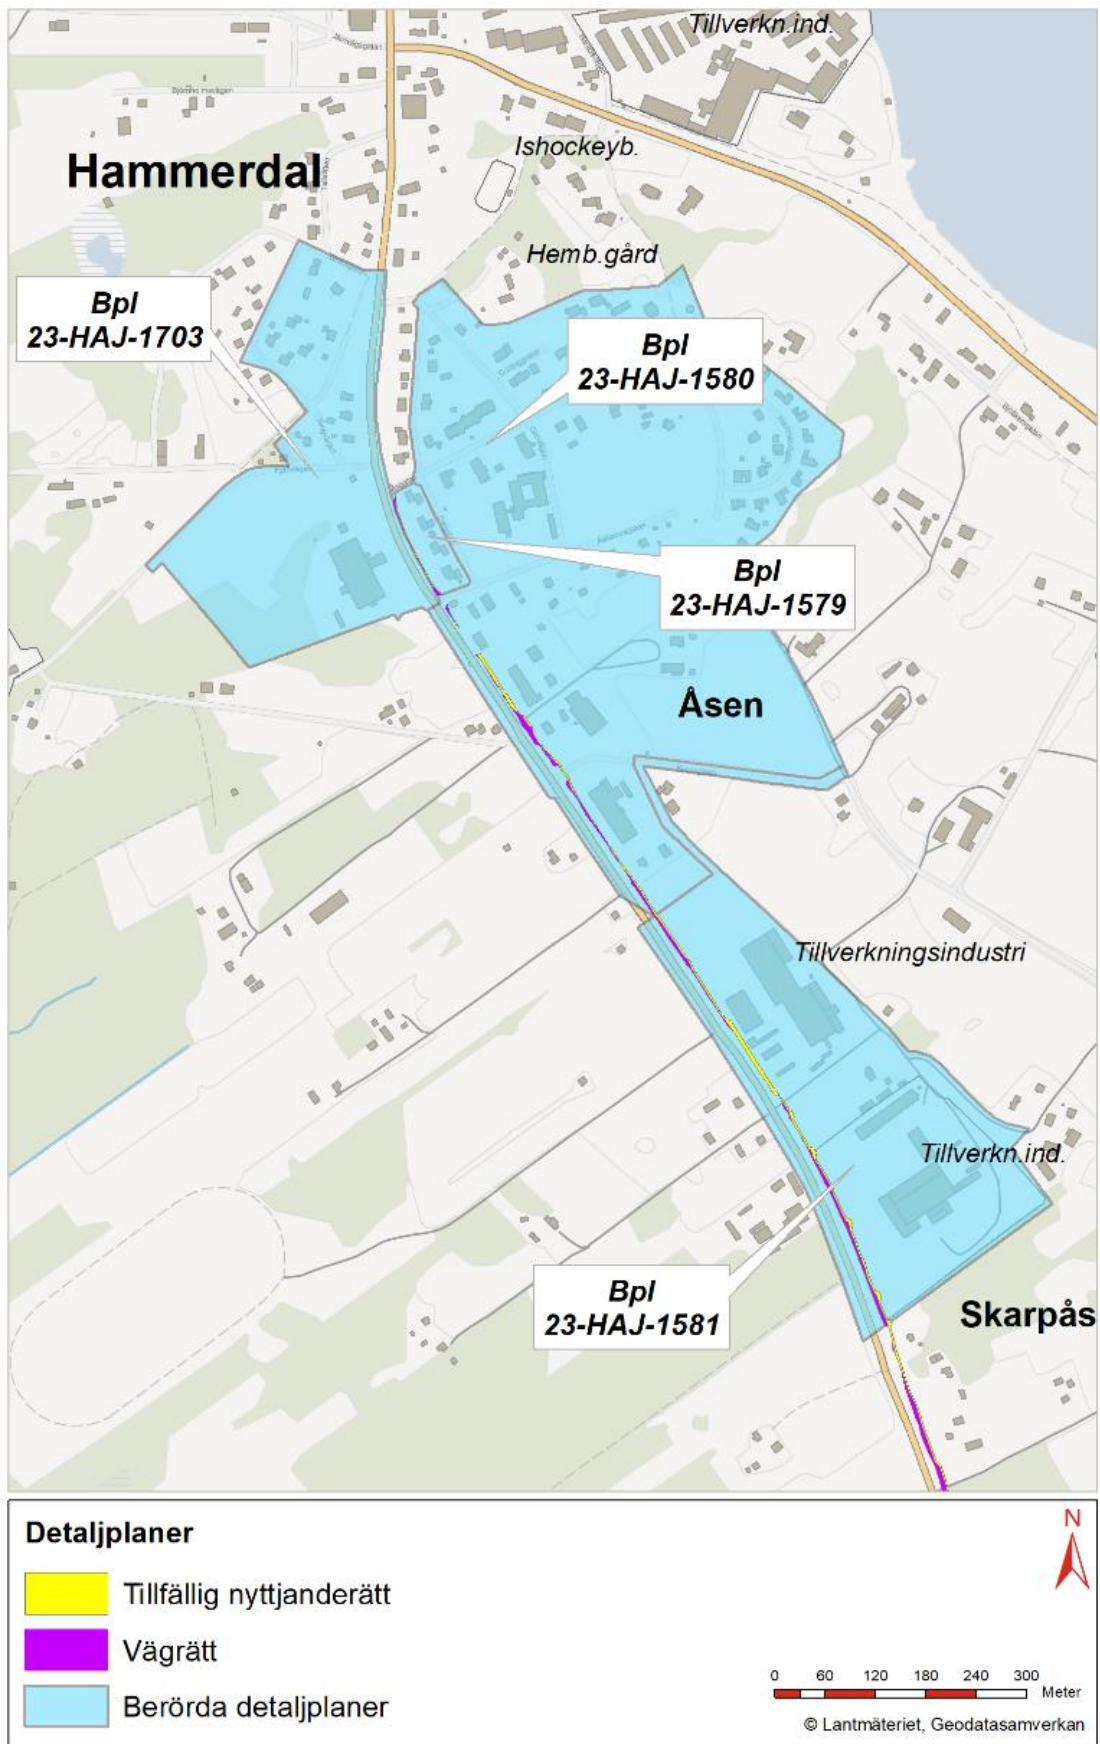 Tillverkn.ind.
Ishockeyb.
Hammerdal
Hemb.gård
Bpl
23-HAJ-1703
Bpl
23-HAJ-1580
Bpl
23-HAJ-1579
Åsen
Tillverkningsindustri
Tillverkn.ind.
Bpl
23-HAJ-1581
Skarpås
Detaljplaner
N
Tillfällig nyttjanderätt
Vägrätt
Berörda detaljplaner
0 60 120 180 240 300
Meter
© Lantmäteriet, Geodatasamverkan